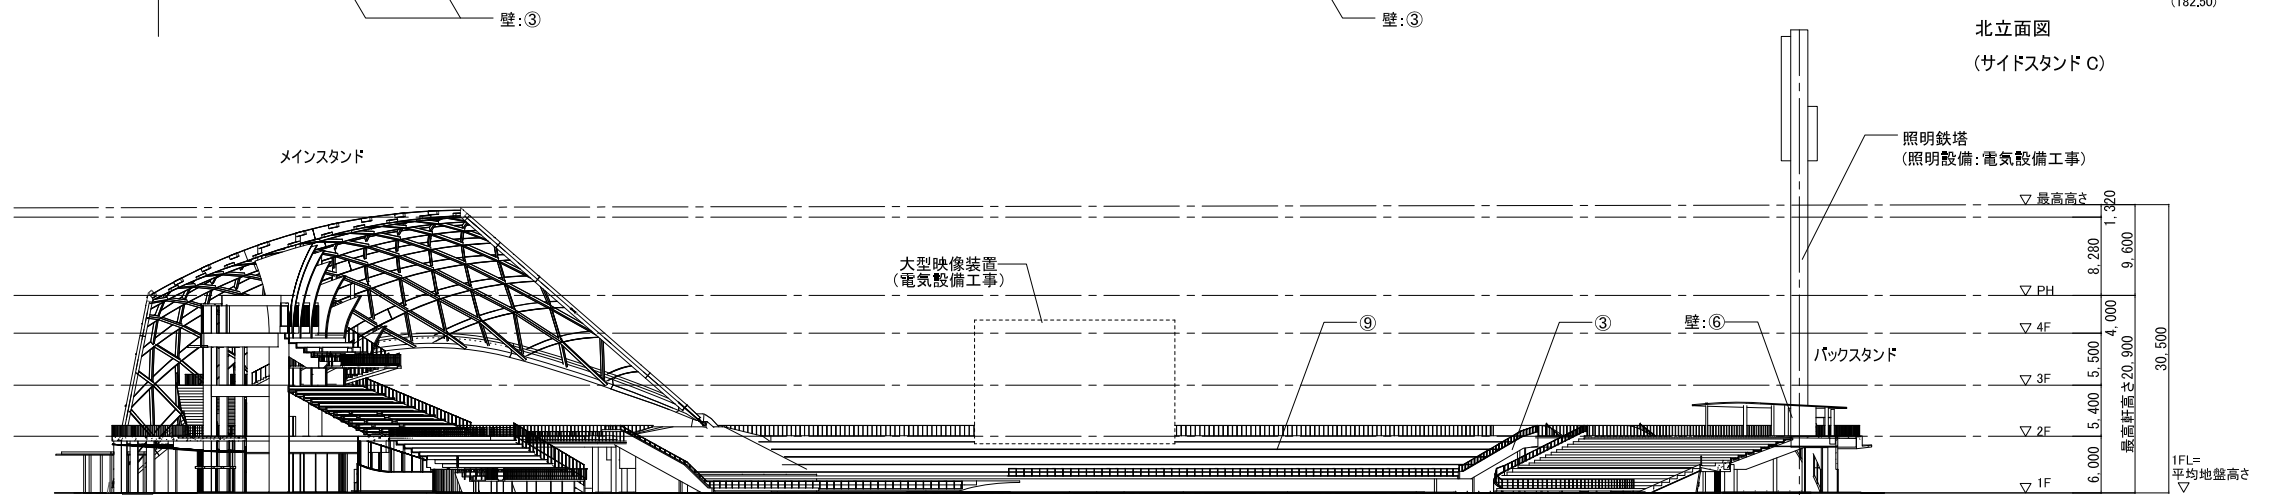 (182.50)
壁:③
壁:③
北立面図
(サイドスタンド C)
メインスタンド
照明鉄塔
(照明設備:電気設備工事)
▽ 最高高さ
1,320
8,280
9,600
大型映像装置
(電気設備工事)
▽ PH
4,000
⑨
③
壁:⑥
▽ 4F
バックスタンド
5,500
最高軒高さ20,900
30,500
▽ 3F
5,400
▽ 2F
6,000
1FL=
平均地盤高さ
▽ 1F
▽